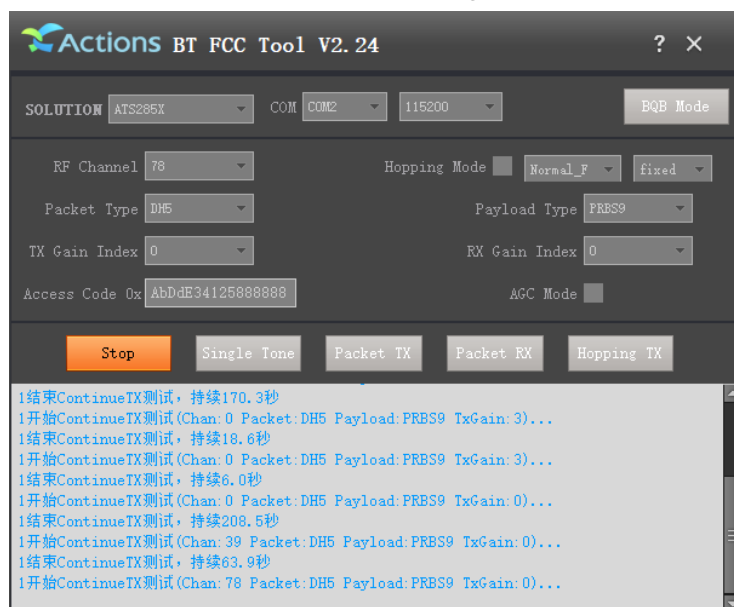 Actions BT FCC Tool V2.24 ? ×
SOLUTION ATS285X COM COM2 115200 BQB Mode
RF Channel 78 Hopping Mode Normal_F fixed
Packet Type DH5 Payload Type PRBS9
TX Gain Index 0 RX Gain Index 0
Access Code 0x AbDdE34125888888 AGC Mode
Stop Single Tone Packet TX Packet RX Hopping TX
1结束ContinueTX测试，持续170.3秒
1开始ContinueTX测试(Chan:0 Packet:DH5 Payload:PRBS9 TxGain:3)...
1结束ContinueTX测试，持续18.6秒
1开始ContinueTX测试(Chan:0 Packet:DH5 Payload:PRBS9 TxGain:3)...
1结束ContinueTX测试，持续6.0秒
1开始ContinueTX测试(Chan:0 Packet:DH5 Payload:PRBS9 TxGain:0)...
1结束ContinueTX测试，持续208.5秒
1开始ContinueTX测试(Chan:39 Packet:DH5 Payload:PRBS9 TxGain:0)...
1结束ContinueTX测试，持续63.9秒
1开始ContinueTX测试(Chan:78 Packet:DH5 Payload:PRBS9 TxGain:0)...